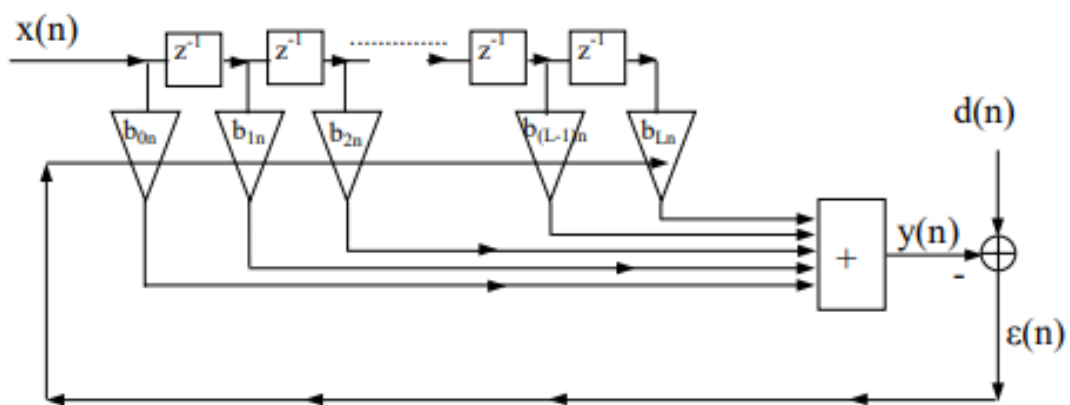 x(n)
z⁻¹ z⁻¹ z⁻¹ z⁻¹
b₀ₙ b₁ₙ b₂ₙ b₍L₋₁₎ₙ bLₙ
d(n)
y(n)
+
-
ε(n)